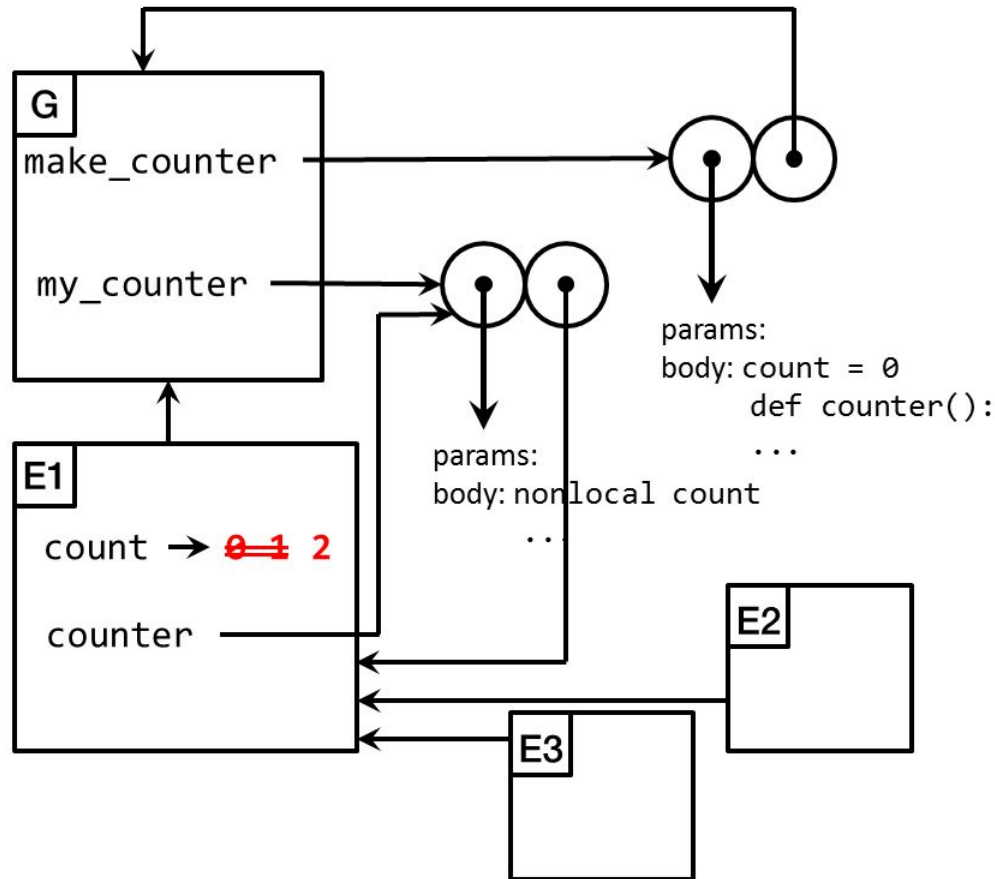 G
make_counter
my_counter
params:
body: count = 0
def counter():
...
params:
body: nonlocal count
...
E1
count 0 1 2
counter
E2
E3